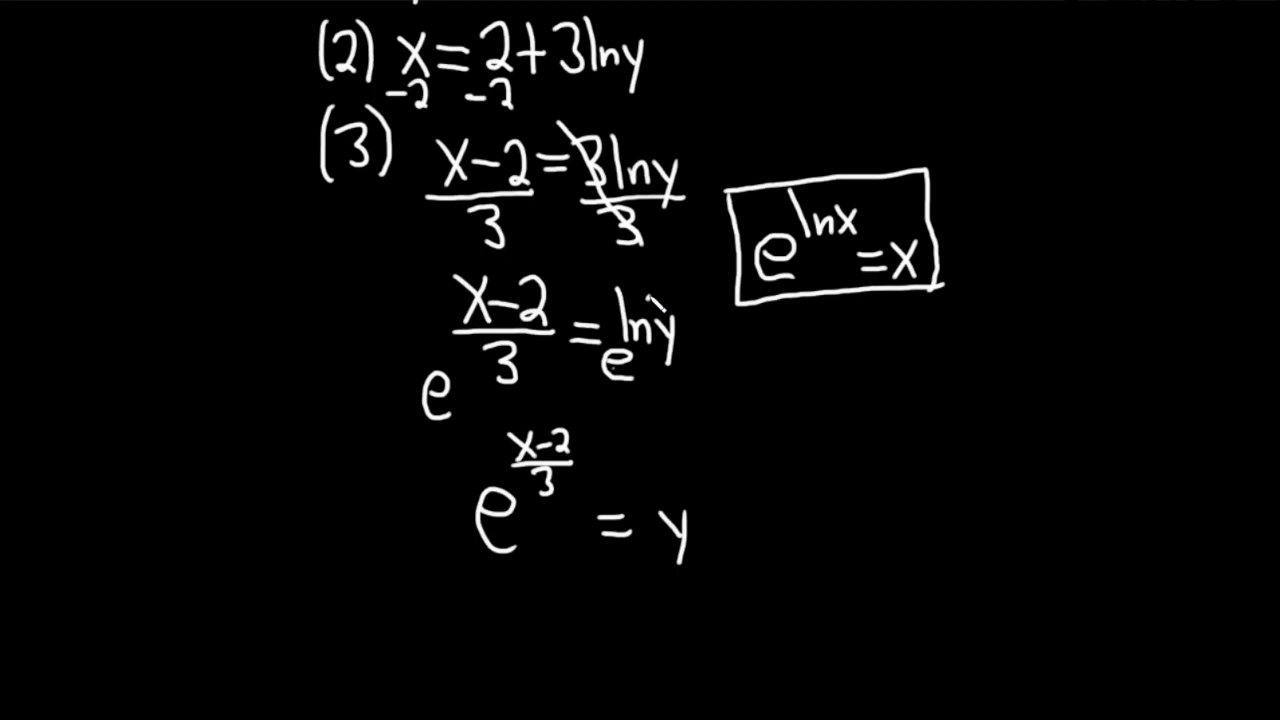 (2) x = 2 + 3lny
-2 -2
(3) x-2 = 3lny
3 3
e^lnx = x
x-2/3 = lny
e e
e^(x-2/3) = y